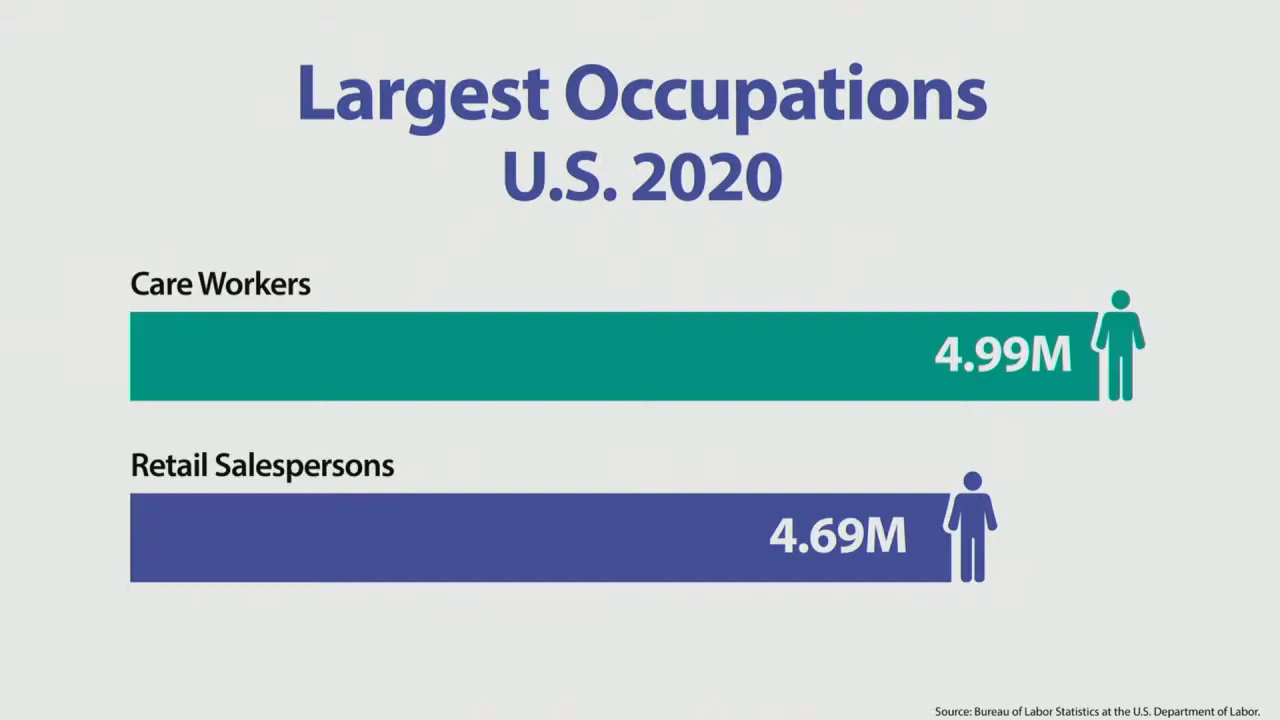 Largest Occupations
U.S. 2020
Care Workers
4.99M
Retail Salespersons
4.69M
Source: Bureau of Labor Statistics at the U.S. Department of Labor.